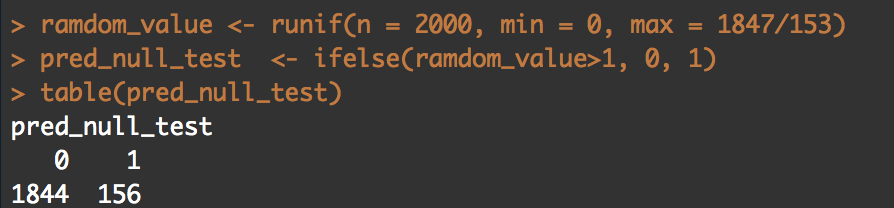 > ramdom_value <- runif(n = 2000, min = 0, max = 1847/153)
> pred_null_test  <- ifelse(ramdom_value>1, 0, 1)
> table(pred_null_test)
pred_null_test
   0    1
1844  156